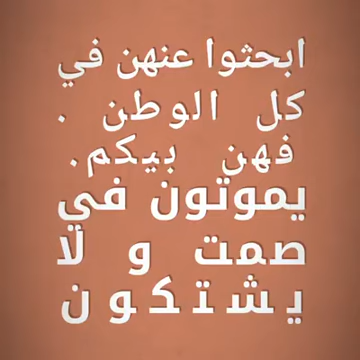 ابحثوا عنهن في
كل الوطن .
فهن بيكم .
يموتون في
صمت و لا
يشتكون